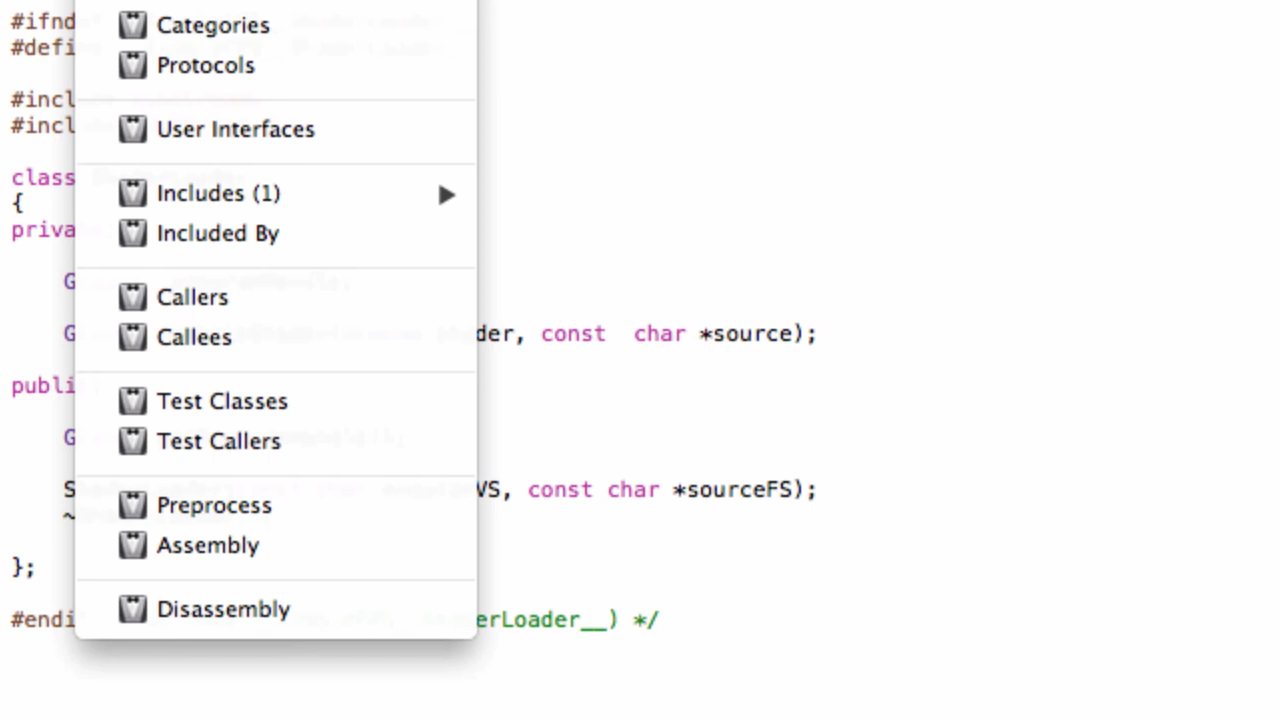 #ifnd
Categories
#defi
Protocols
#incl
#incl
User Interfaces
class
{
Includes (1)
priva
Included By
G
Callers
G
der, const char *source);
Callees
publi
Test Classes
G
Test Callers
S
VS, const char *sourceFS);
Preprocess
~
Assembly
};
Disassembly
#endi
erLoader__) */